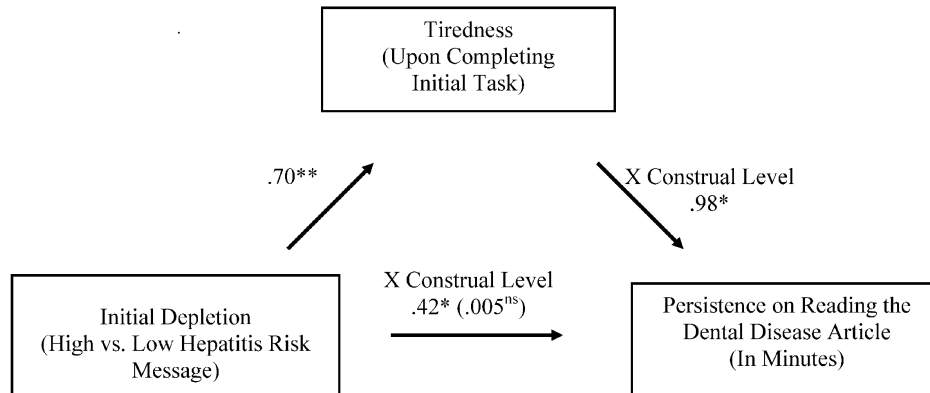 Tiredness
(Upon Completing
Initial Task)
.70**
X Construal Level
.98*
X Construal Level
.42* (.005ns)
Initial Depletion
(High vs. Low Hepatitis Risk
Message)
Persistence on Reading the
Dental Disease Article
(In Minutes)